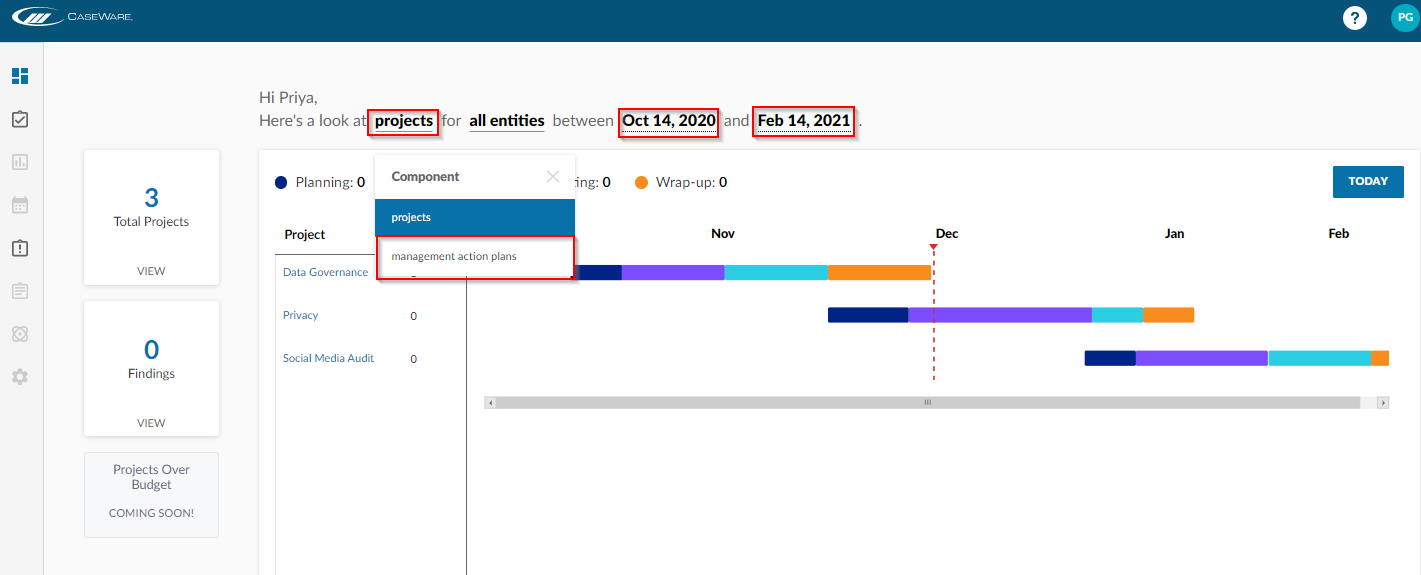 CASEWARE.
?
PG
Hi Priya,
Here's a look at projects for all entities between Oct 14, 2020 and Feb 14, 2021 .
3
Total Projects
VIEW
0
Findings
VIEW
Projects Over
Budget
COMING SOON!
Planning: 0
ing: 0
Wrap-up: 0
TODAY
Component
projects
management action plans
Project
Nov
Dec
Jan
Feb
Data Governance
Privacy
0
Social Media Audit
0